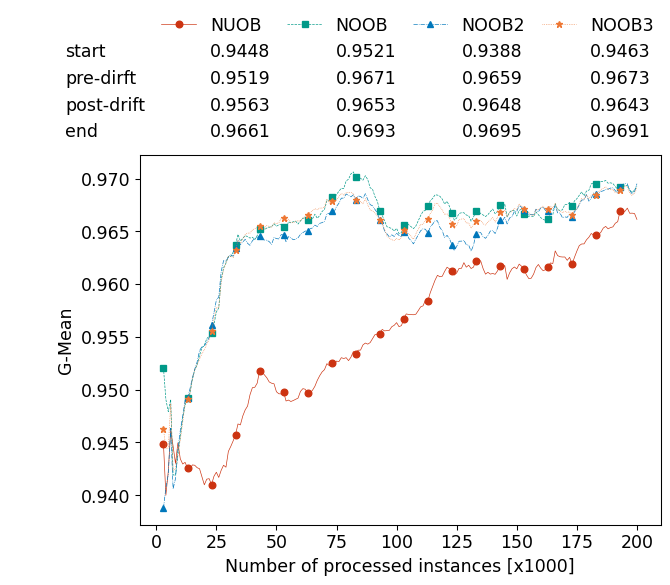 NUOB NOOB NOOB2 NOOB3
start 0.9448 0.9521 0.9388 0.9463
pre-dirft 0.9519 0.9671 0.9659 0.9673
post-drift 0.9563 0.9653 0.9648 0.9643
end 0.9661 0.9693 0.9695 0.9691
0.970
0.965
0.960
0.955
0.950
0.945
0.940
G-Mean
0 25 50 75 100 125 150 175 200
Number of processed instances [x1000]